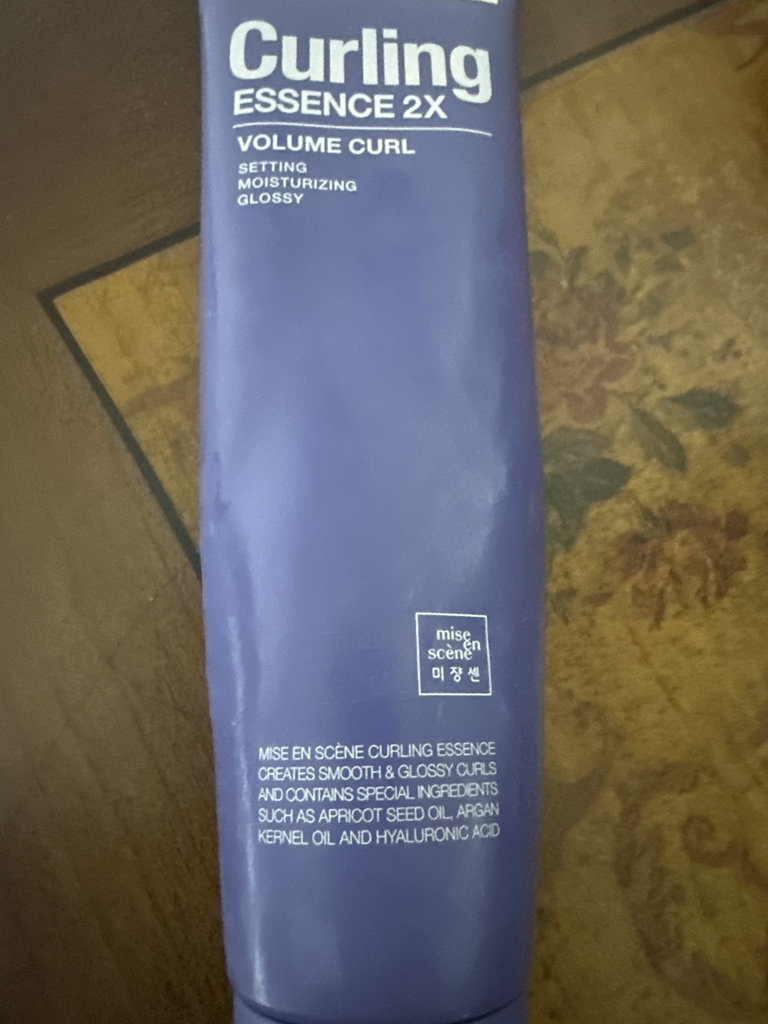 Curling
ESSENCE 2X
VOLUME CURL
SETTING
MOISTURIZING
GLOSSY
mise
en
scène
미쟝센
MISE EN SCÈNE CURLING ESSENCE
CREATES SMOOTH & GLOSSY CURLS
AND CONTAINS SPECIAL INGREDIENTS
SUCH AS APRICOT SEED OIL, ARGAN
KERNEL OIL AND HYALURONIC ACID